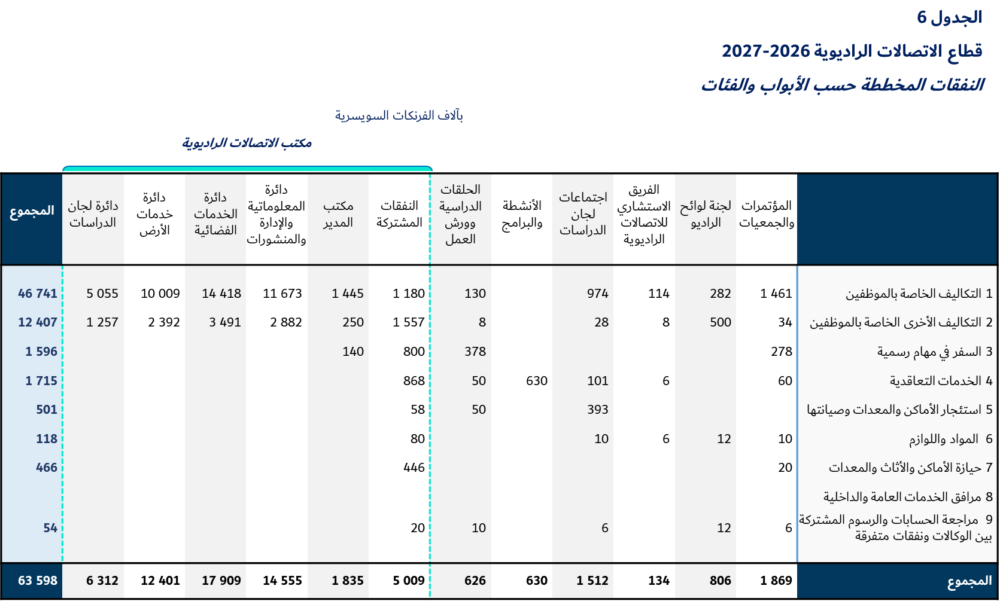 الجدول 6
قطاع الاتصالات الراديوية 2026-2027
النفقات المخططة حسب الأبواب والفئات
بآلاف الفرنكات السويسرية
مكتب الاتصالات الراديوية
المؤتمرات والجمعيات | لجنة لوائح الراديو | الفريق الاستشاري للاتصالات الراديوية | اجتماعات لجان الدراسات | الأنشطة والبرامج | الحلقات الدراسية وورش العمل | النفقات المشتركة | مكتب المدير | دائرة المعلوماتية والإدارة والمنشورات | دائرة الخدمات الفضائية | دائرة خدمات الأرض | دائرة لجان الدراسات | المجموع
1 التكاليف الخاصة بالموظفين | 1 461 | 282 | 114 | 974 | 130 | 1 180 | 1 445 | 11 673 | 14 418 | 10 009 | 5 055 | 46 741
2 التكاليف الأخرى الخاصة بالموظفين | 34 | 500 | 8 | 28 | 8 | 1 557 | 250 | 2 882 | 3 491 | 2 392 | 1 257 | 12 407
3 السفر في مهام رسمية | 278 | 378 | 800 | 140 | 1 596
4 الخدمات التعاقدية | 60 | 6 | 101 | 630 | 50 | 868 | 1 715
5 استئجار الأماكن والمعدات وصيانتها | 393 | 50 | 58 | 501
6 المواد واللوازم | 10 | 12 | 6 | 10 | 80 | 118
7 حيازة الأماكن والأثاث والمعدات | 20 | 446 | 466
8 مرافق الخدمات العامة والداخلية
9 مراجعة الحسابات والرسوم المشتركة
بين الوكالات ونفقات متفرقة | 6 | 12 | 6 | 10 | 20 | 54
المجموع | 1 869 | 806 | 134 | 1 512 | 630 | 626 | 5 009 | 1 835 | 14 555 | 17 909 | 12 401 | 6 312 | 63 598